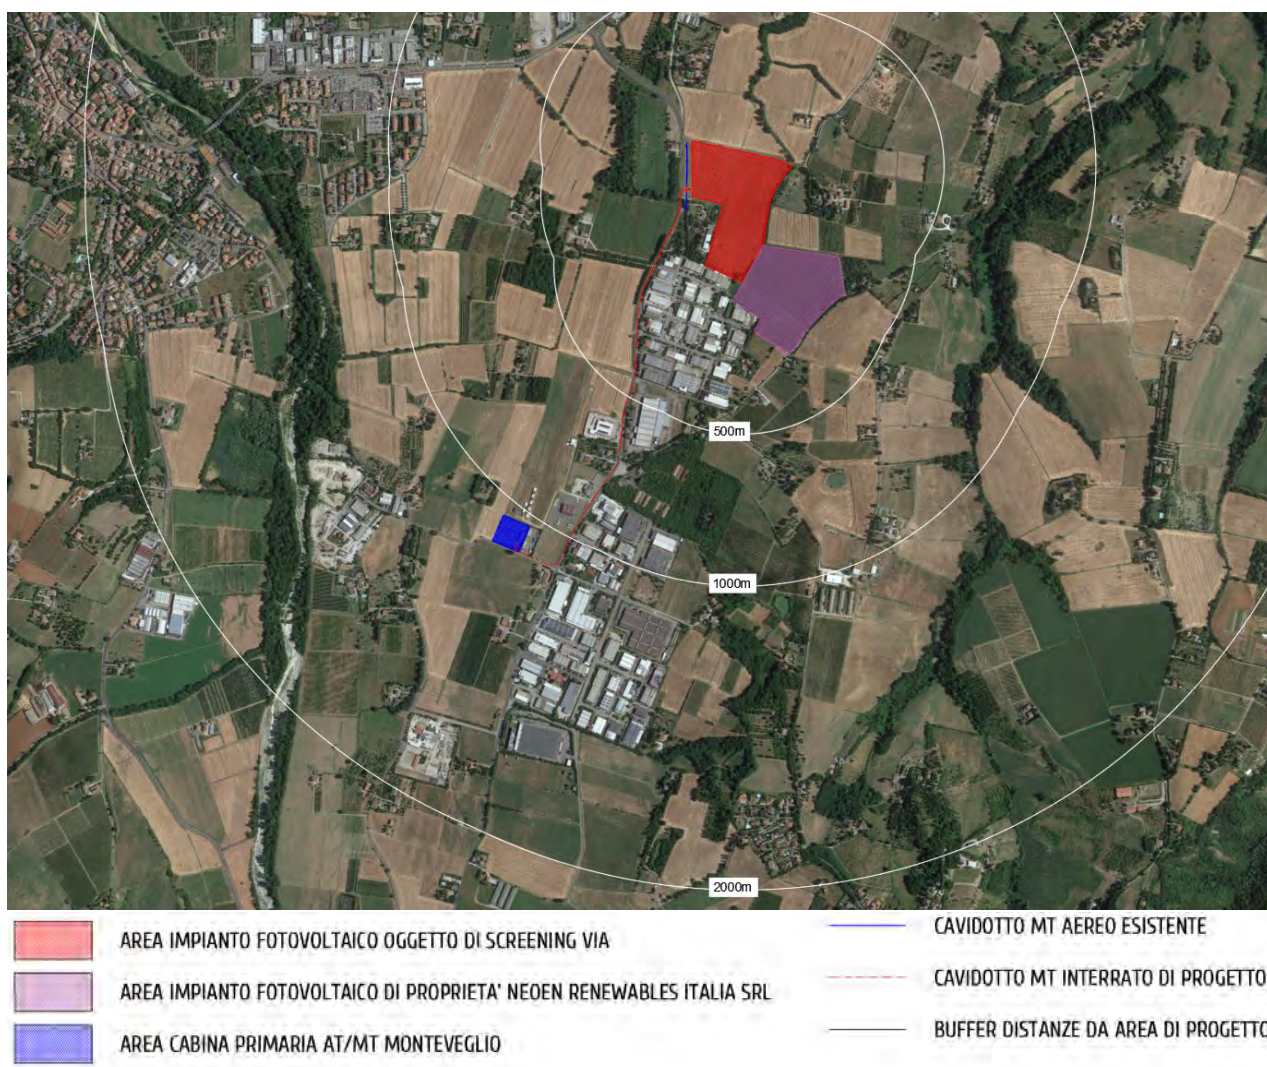 500m
1000m
2000m
AREA IMPIANTO FOTOVOLTAICO OGGETTO DI SCREENING VIA
AREA IMPIANTO FOTOVOLTAICO DI PROPRIETA' NEOEN RENEWABLES ITALIA SRL
AREA CABINA PRIMARIA AT/MT MONTEVEGLIO
CAVIDOTTO MT AEREO ESISTENTE
CAVIDOTTO MT INTERRATO DI PROGETTO
BUFFER DISTANZE DA AREA DI PROGETTO